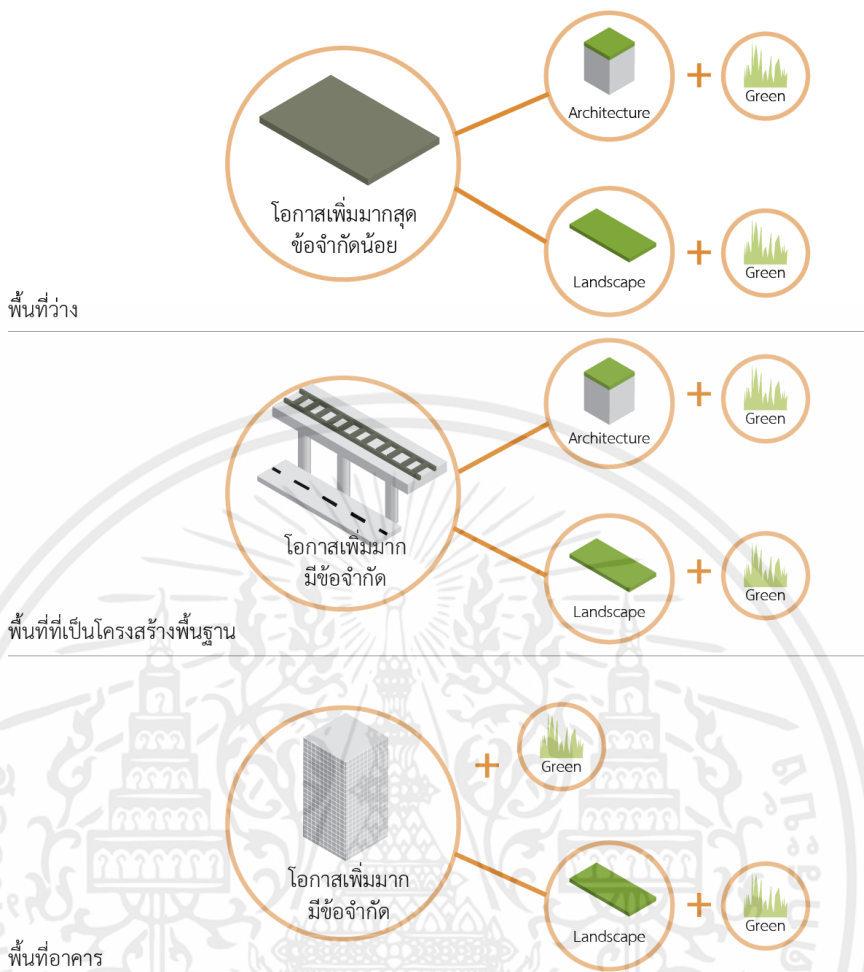 Architecture
Green
โอกาสเพิ่มมากสุด
ข้อจำกัดน้อย
Landscape
Green
พื้นที่ว่าง
Architecture
Green
โอกาสเพิ่มมาก
มีข้อจำกัด
Landscape
Green
พื้นที่ที่เป็นโครงสร้างพื้นฐาน
Green
โอกาสเพิ่มมาก
มีข้อจำกัด
Landscape
Green
พื้นที่อาคาร